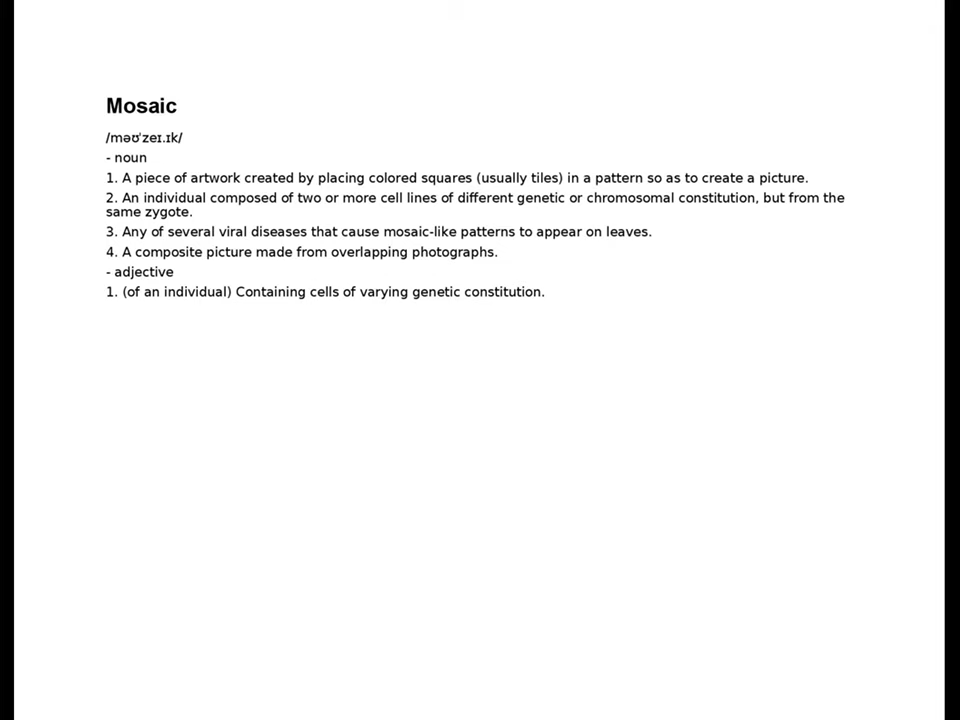 Mosaic
/məʊˈzeɪ.ɪk/
- noun
1. A piece of artwork created by placing colored squares (usually tiles) in a pattern so as to create a picture.
2. An individual composed of two or more cell lines of different genetic or chromosomal constitution, but from the
same zygote.
3. Any of several viral diseases that cause mosaic-like patterns to appear on leaves.
4. A composite picture made from overlapping photographs.
- adjective
1. (of an individual) Containing cells of varying genetic constitution.